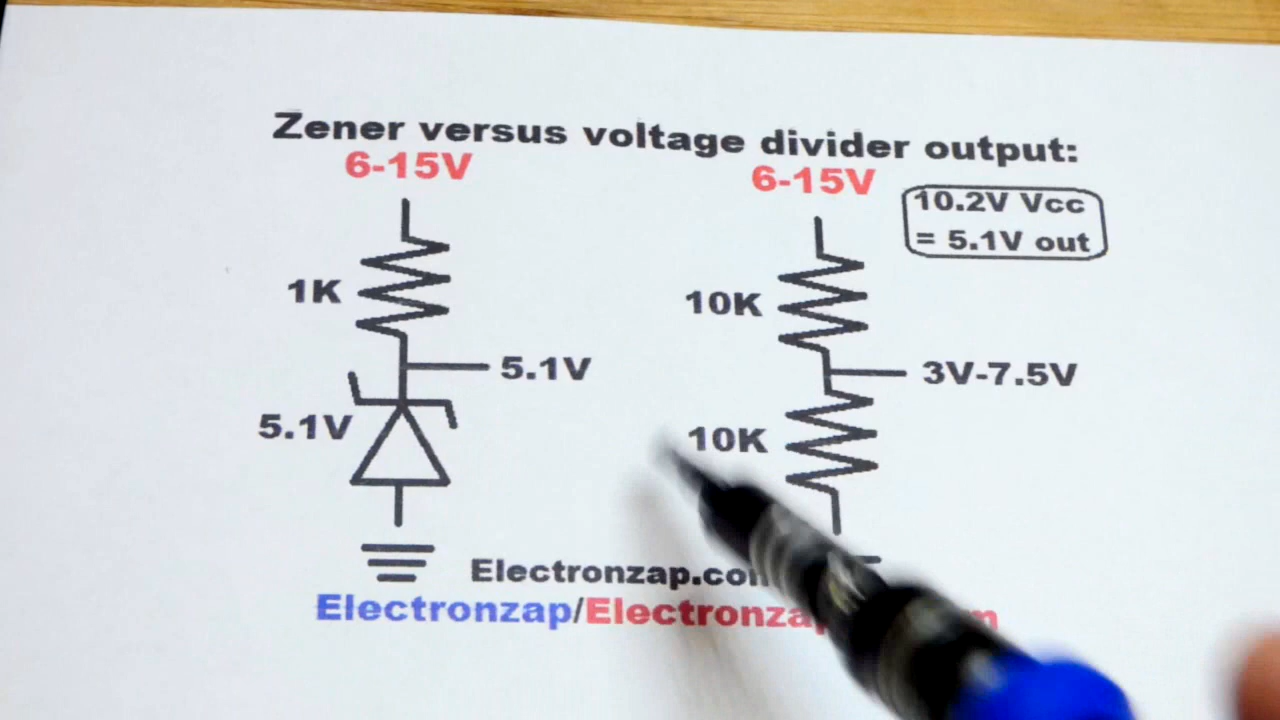 Zener versus voltage divider output:
6-15V
6-15V
10.2V Vcc
= 5.1V out
1K
10K
5.1V
3V-7.5V
5.1V
10K
Electronzap/